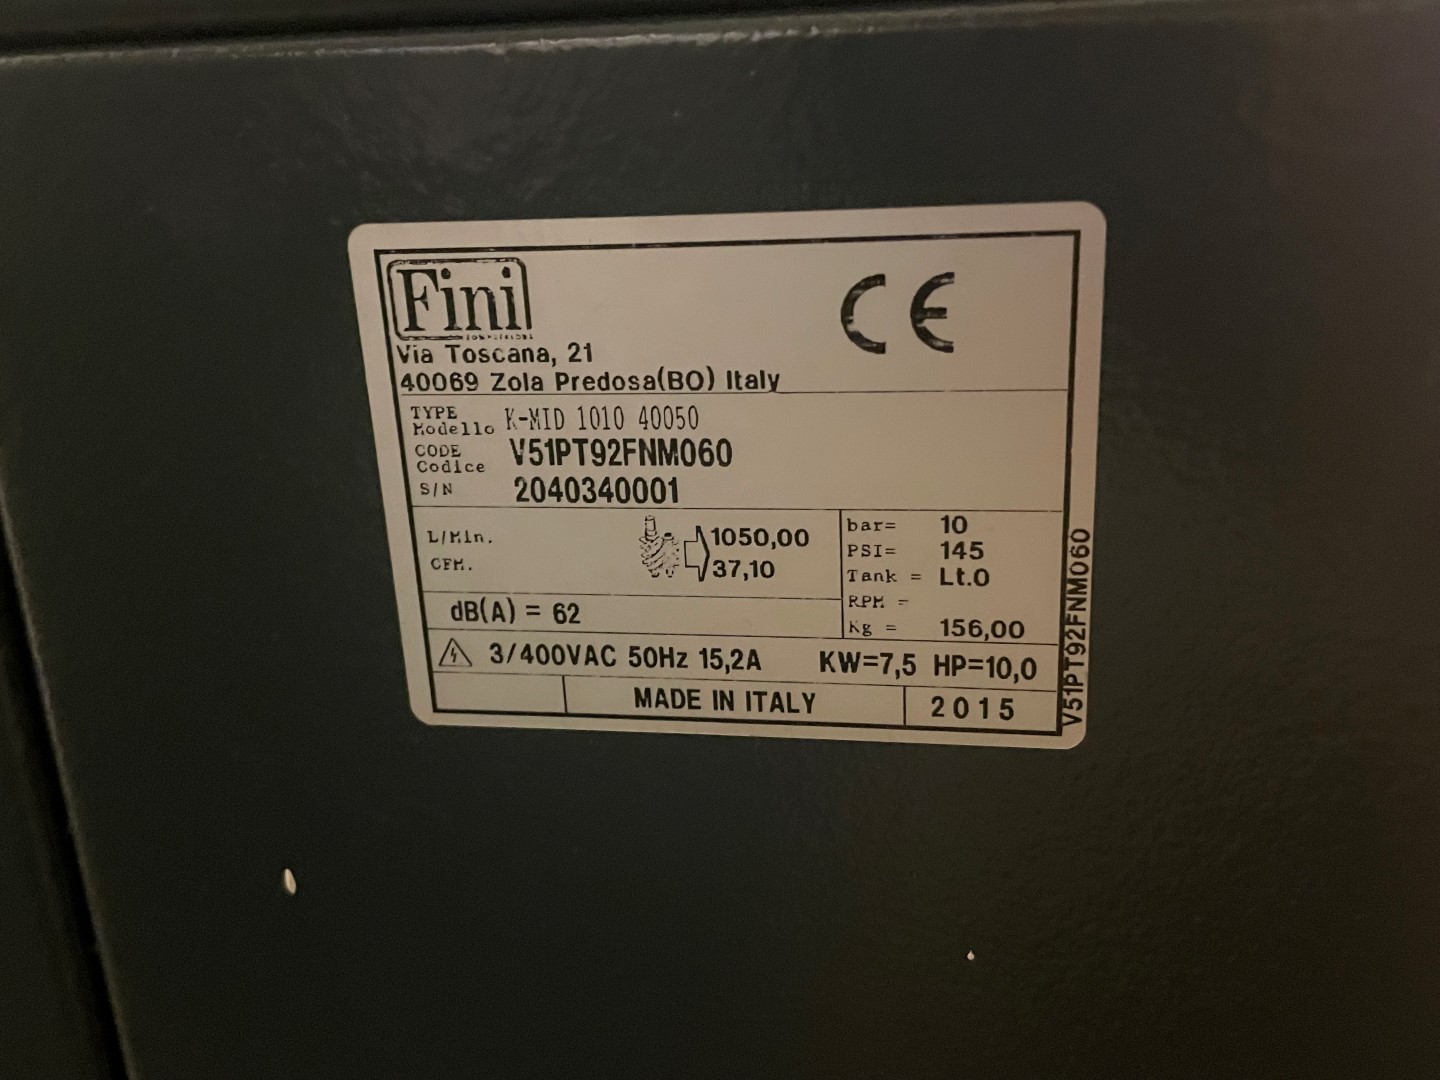 Fini
Via Toscana, 21
40069 Zola Predosa(BO) Italy
TYPE
Modello K-MID 1010 40050
CODE
Codice V51PT92FNM060
S/N 2040340001
L/Min. 1050,00
CFM. 37,10
dB(A) = 62
bar= 10
PSI= 145
Tank = Lt.0
RPM =
Kg = 156,00
3/400VAC 50Hz 15,2A KW=7,5 HP=10,0
MADE IN ITALY 2015
V51PT92FNM060
CE